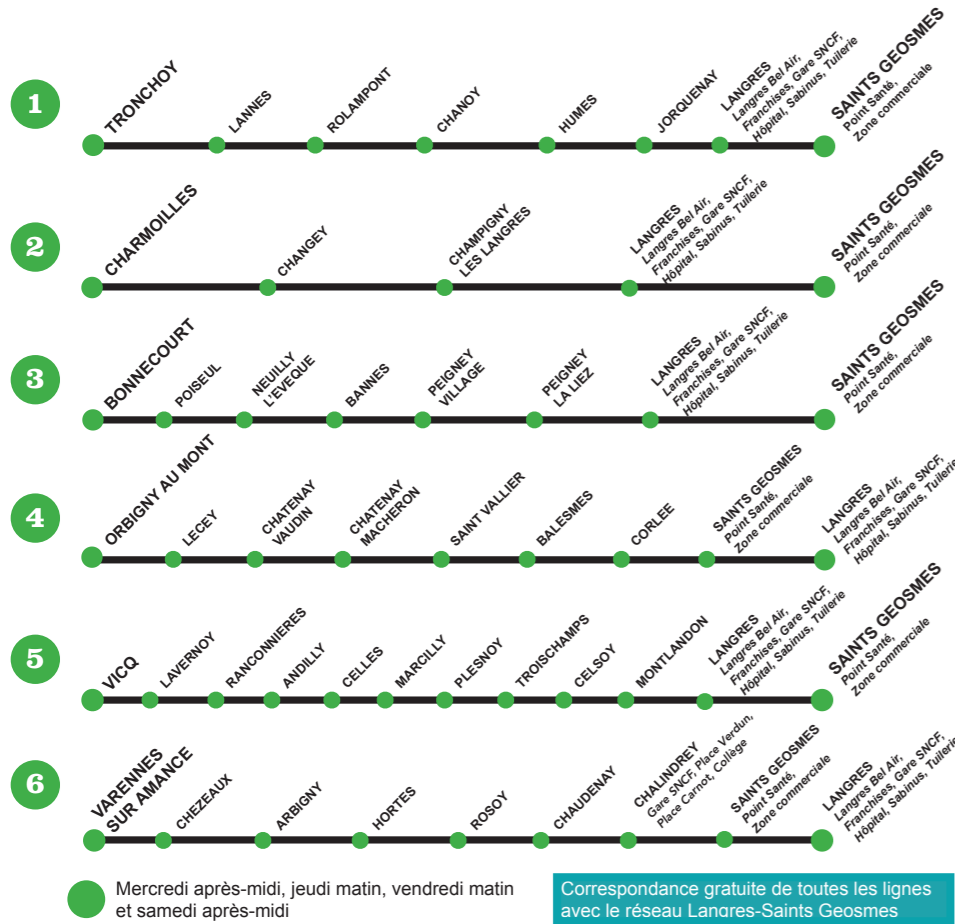 1
TRONCHOY
LANNES
ROLAMPONT
CHANOY
HUMES
JORQUENAY
LANGRES
Langres Bel Air,
Franchises, Gare SNCF,
Hôpital, Sabinus, Tuilerie
SAINTS GEOSMES
Point Santé,
Zone commerciale
2
CHARMOILLES
CHANGEY
CHAMPIGNY
LES LANGRES
LANGRES
Langres Bel Air,
Franchises, Gare SNCF,
Hôpital, Sabinus, Tuilerie
SAINTS GEOSMES
Point Santé,
Zone commerciale
3
BONNECOURT
POISEUL
NEUILLY
L'EVEQUE
BANNES
PEIGNEY
VILLAGE
PEIGNEY
LA LIEZ
LANGRES
Langres Bel Air,
Franchises, Gare SNCF,
Hôpital, Sabinus, Tuilerie
SAINTS GEOSMES
Point Santé,
Zone commerciale
4
ORBIGNY AU MONT
LECEY
CHATENAY
VAUDIN
CHATENAY
MACHERON
SAINT VALLIER
BALESMES
CORLEE
SAINTS GEOSMES
Point Santé,
Zone commerciale
LANGRES
Langres Bel Air,
Franchises, Gare SNCF,
Hôpital, Sabinus, Tuilerie
5
VICQ
LAVERNOY
RANCONNIERES
ANDILLY
CELLES
MARCILLY
PLESNOY
TROISCHAMPS
CELSOY
MONTLANDON
LANGRES
Langres Bel Air,
Franchises, Gare SNCF,
Hôpital, Sabinus, Tuilerie
SAINTS GEOSMES
Point Santé,
Zone commerciale
6
VARENNES
SUR AMANCE
CHEZEAUX
ARBIGNY
HORTES
ROSOY
CHAUDENAY
CHALINDREY
Gare SNCF, Place Verdun,
Place Carnot, Collège
SAINTS GEOSMES
Point Santé,
Zone commerciale
LANGRES
Langres Bel Air,
Franchises, Gare SNCF,
Hôpital, Sabinus, Tuilerie
Mercredi après-midi, jeudi matin, vendredi matin
et samedi après-midi
Correspondance gratuite de toutes les lignes
avec le réseau Langres-Saints Geosmes